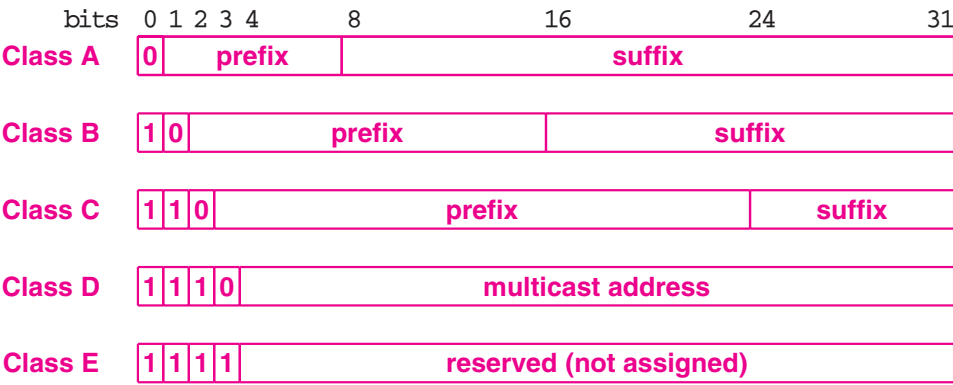 bits 0 1 2 3 4 8 16 24 31
Class A 0 prefix suffix
Class B 1 0 prefix suffix
Class C 1 1 0 prefix suffix
Class D 1 1 1 0 multicast address
Class E 1 1 1 1 reserved (not assigned)